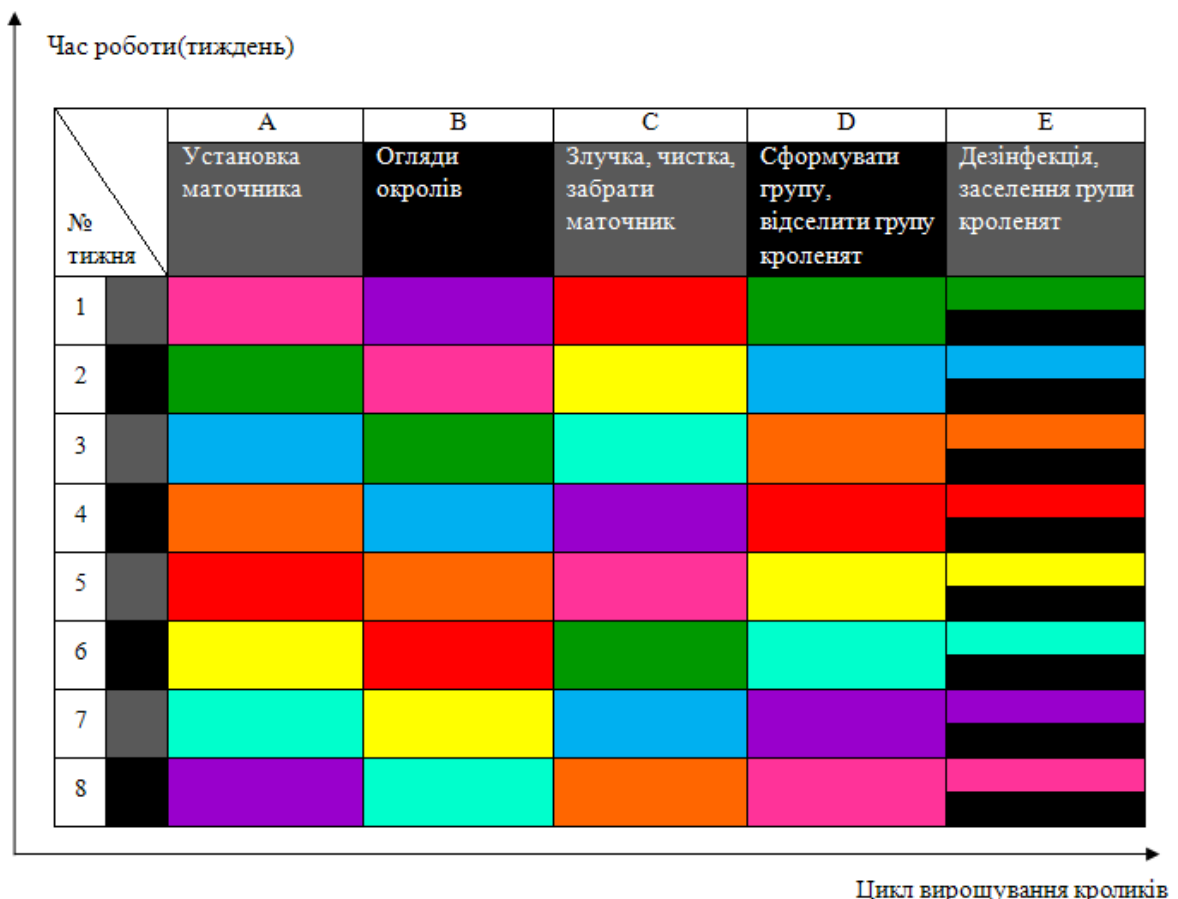 Час роботи(тиждень)
A B C D E
№
тижня
Установка
маточника
Огляди
окролів
Злучка, чистка,
забрати
маточник
Сформувати
групу,
відселити групу
кроленят
Дезінфекція,
заселення групи
кроленят
1
2
3
4
5
6
7
8
Цикл вирощування кроликів